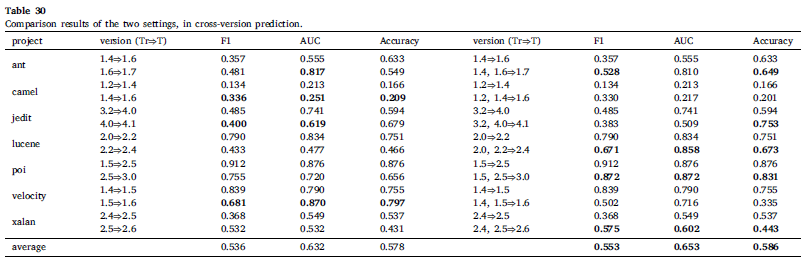 Table 30
Comparison results of the two settings, in cross-version prediction.
project version (Tr⇒T) F1 AUC Accuracy version (Tr⇒T) F1 AUC Accuracy
ant 1.4⇒1.6 0.357 0.555 0.633 1.4⇒1.6 0.357 0.555 0.633
1.6⇒1.7 0.481 0.817 0.549 1.4, 1.6⇒1.7 0.528 0.810 0.649
camel 1.2⇒1.4 0.134 0.213 0.166 1.2⇒1.4 0.134 0.213 0.166
1.4⇒1.6 0.336 0.251 0.209 1.2, 1.4⇒1.6 0.330 0.217 0.201
jedit 3.2⇒4.0 0.485 0.741 0.594 3.2⇒4.0 0.485 0.741 0.594
4.0⇒4.1 0.400 0.619 0.679 3.2, 4.0⇒4.1 0.383 0.509 0.753
lucene 2.0⇒2.2 0.790 0.834 0.751 2.0⇒2.2 0.790 0.834 0.751
2.2⇒2.4 0.433 0.477 0.466 2.0, 2.2⇒2.4 0.671 0.858 0.673
poi 1.5⇒2.5 0.912 0.876 0.876 1.5⇒2.5 0.912 0.876 0.876
2.5⇒3.0 0.755 0.720 0.656 1.5, 2.5⇒3.0 0.872 0.872 0.831
velocity 1.4⇒1.5 0.839 0.790 0.755 1.4⇒1.5 0.839 0.790 0.755
1.5⇒1.6 0.681 0.870 0.797 1.4, 1.5⇒1.6 0.502 0.716 0.335
xalan 2.4⇒2.5 0.368 0.549 0.537 2.4⇒2.5 0.368 0.549 0.537
2.5⇒2.6 0.532 0.532 0.431 2.4, 2.5⇒2.6 0.575 0.602 0.443
average 0.536 0.632 0.578 0.553 0.653 0.586